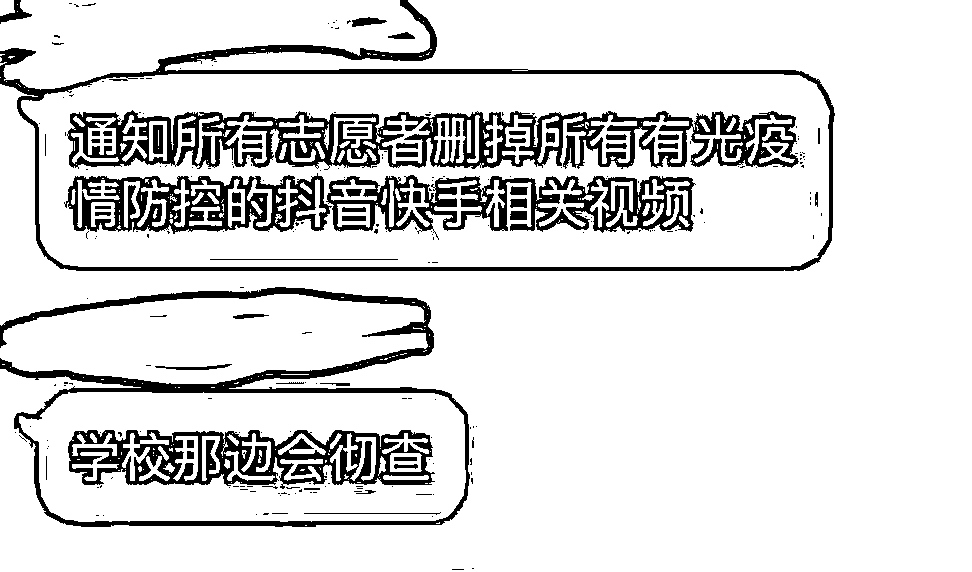 通知所有志愿者删掉所有有光疫
情防控的抖音快手相关视频
学校那边会彻查